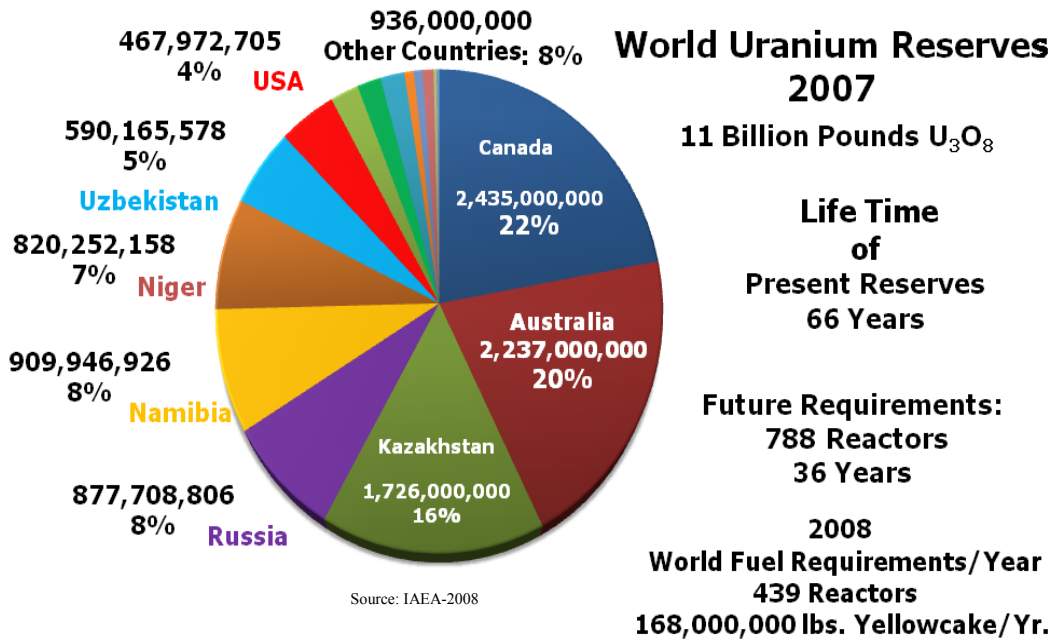 World Uranium Reserves
2007
11 Billion Pounds U₃O₈
936,000,000
Other Countries: 8%
467,972,705
4%
USA
590,165,578
5%
Uzbekistan
820,252,158
7%
Niger
909,946,926
8%
Namibia
877,708,806
8%
Russia
Canada
2,435,000,000
22%
Australia
2,237,000,000
20%
Kazakhstan
1,726,000,000
16%
Source: IAEA-2008
Life Time
of
Present Reserves
66 Years
Future Requirements:
788 Reactors
36 Years
2008
World Fuel Requirements/Year
439 Reactors
168,000,000 lbs. Yellowcake/Yr.